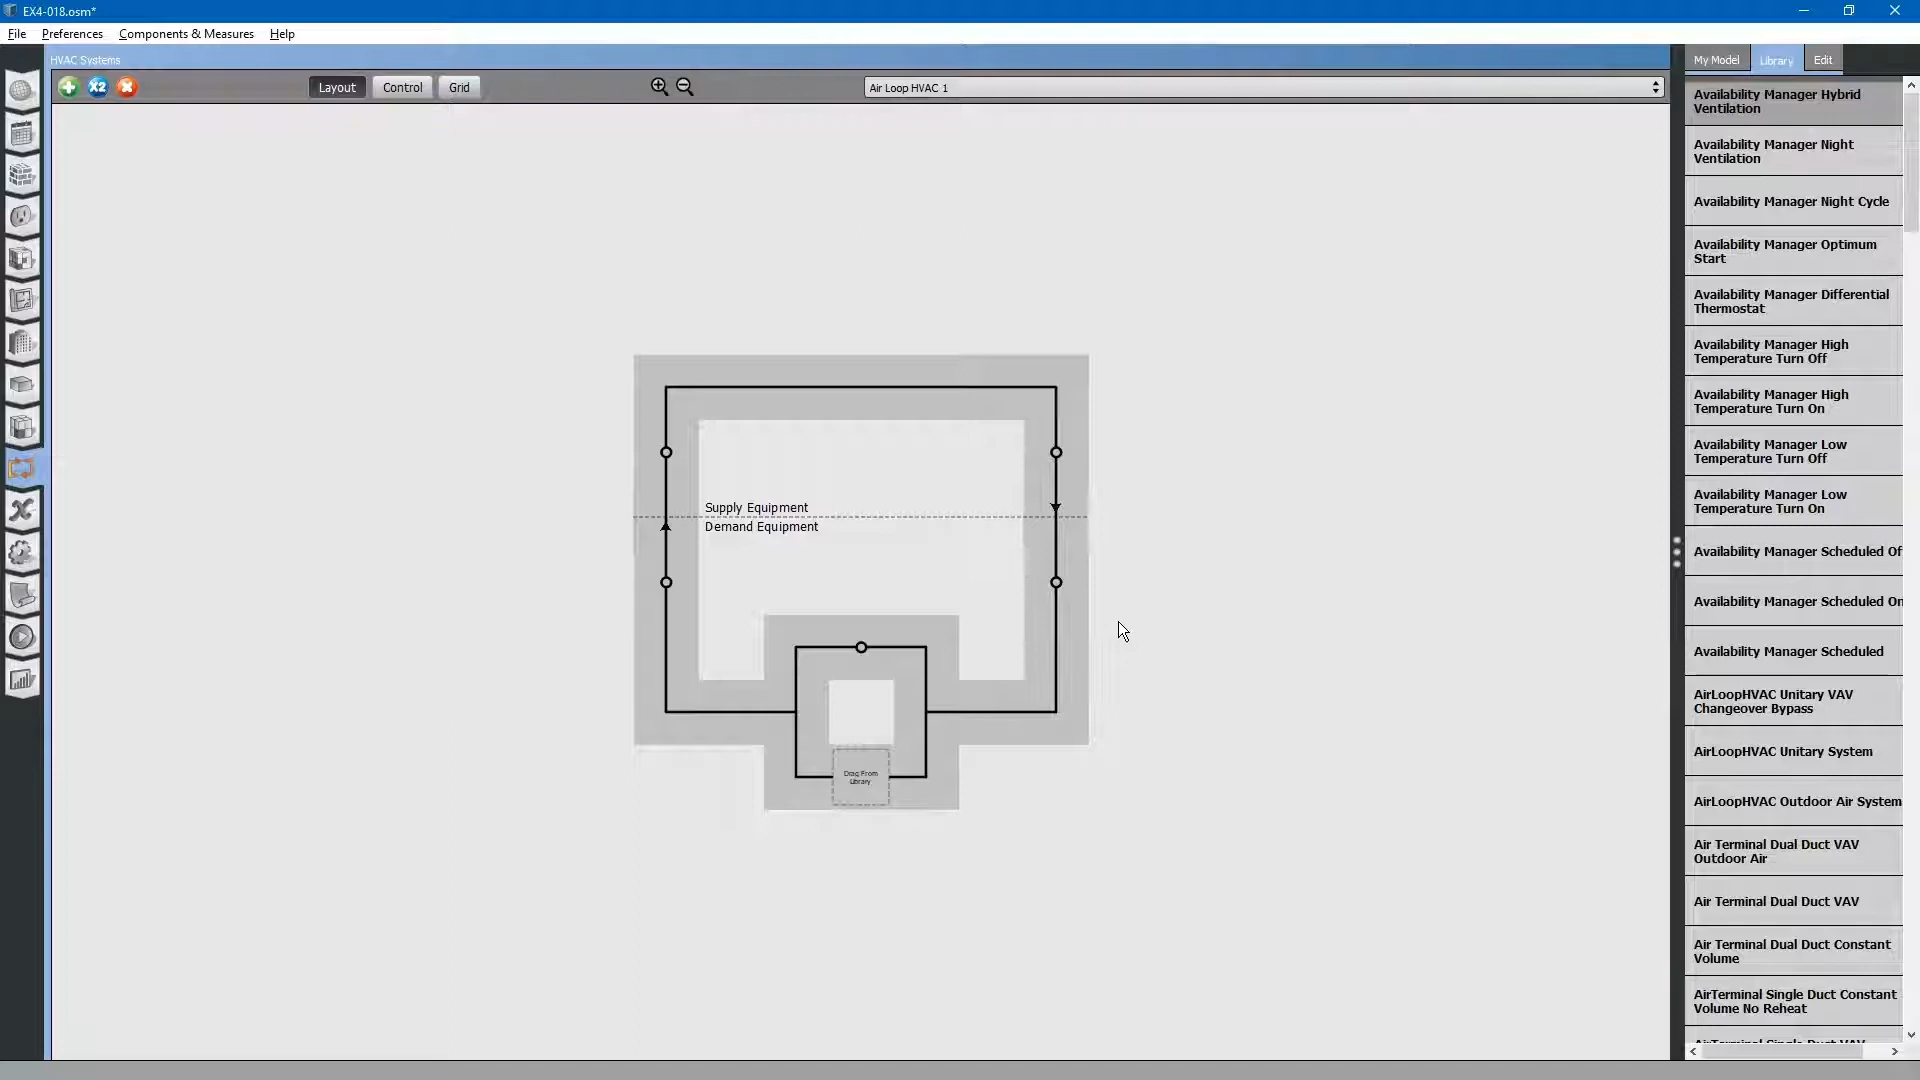 EX4-018.osm*
File Preferences Components & Measures Help
HVAC Systems
My Model Library Edit
X2 Layout Control Grid Air Loop HVAC 1
Availability Manager Hybrid
Ventilation
Availability Manager Night
Ventilation
Availability Manager Night Cycle
Availability Manager Optimum
Start
Availability Manager Differential
Thermostat
Availability Manager High
Temperature Turn Off
Availability Manager High
Temperature Turn On
Availability Manager Low
Temperature Turn Off
Availability Manager Low
Temperature Turn On
Availability Manager Scheduled Of
Availability Manager Scheduled On
Availability Manager Scheduled
AirLoopHVAC Unitary VAV
Changeover Bypass
AirLoopHVAC Unitary System
AirLoopHVAC Outdoor Air System
Air Terminal Dual Duct VAV
Outdoor Air
Air Terminal Dual Duct VAV
Air Terminal Dual Duct Constant
Volume
AirTerminal Single Duct Constant
Volume No Reheat
Supply Equipment
Demand Equipment
Drag From
Library